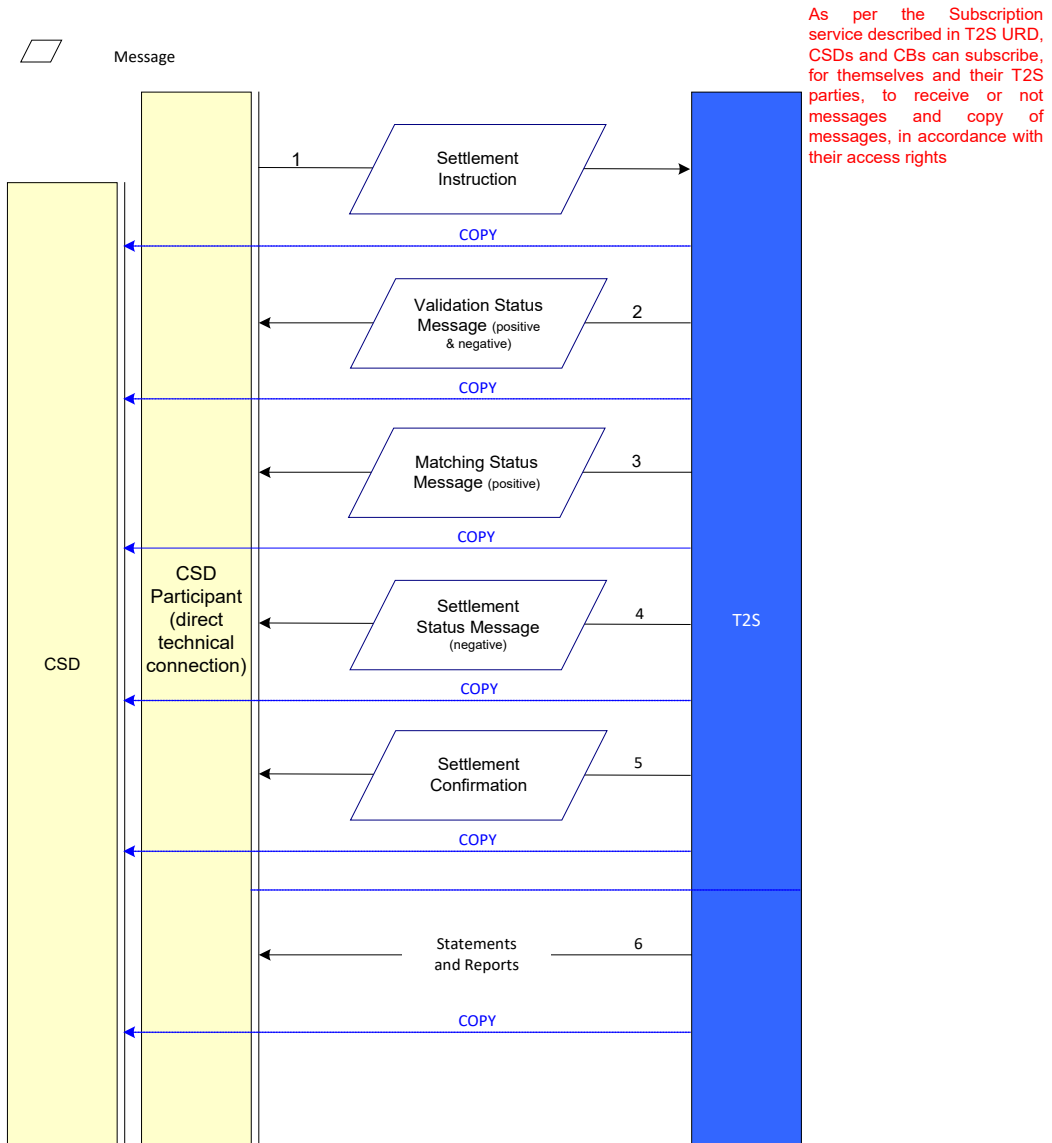 As per the Subscription
service described in T2S URD,
CSDs and CBs can subscribe,
for themselves and their T2S
parties, to receive or not
messages and copy of
messages, in accordance with
their access rights
Message
1
Settlement
Instruction
COPY
Validation Status
Message (positive
& negative)
2
COPY
Matching Status
Message (positive)
3
COPY
CSD
Participant
(direct
technical
connection)
Settlement
Status Message
(negative)
4
T2S
CSD
COPY
Settlement
Confirmation
5
COPY
Statements
and Reports
6
COPY